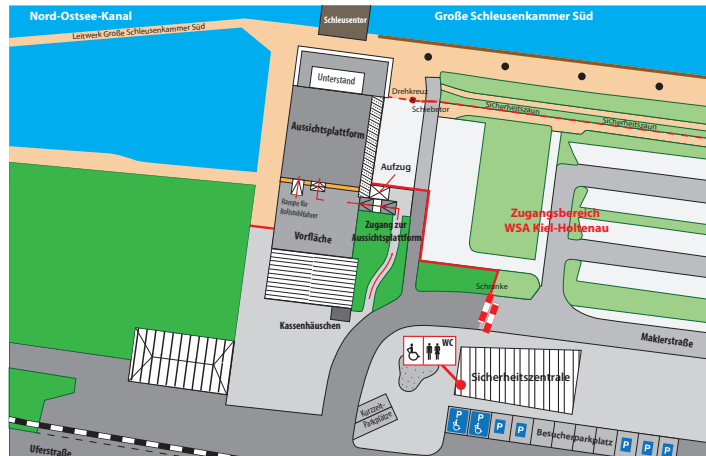 Nord-Ostsee-Kanal
Große Schleusenkammer Süd
Schleusentor
Leitwerk Große Schleusenkammer Süd
Unterstand
Drehkreuz
Schiebetor
Sicherheitszaun
Sicherheitszaun
Aussichtsplattform
Aufzug
Rampe für
Rollstuhlfahrer
Zugang zur
Aussichtsplattform
Vorfläche
Zugangsbereich
WSA Kiel-Holtenau
Schranke
Kassenhäuschen
Maklerstraße
WC
Sicherheitszentrale
Kurzzeit-
Parkplätze
P
P
P
P
Besucherparkplatz
P
P
P
Uferstraße